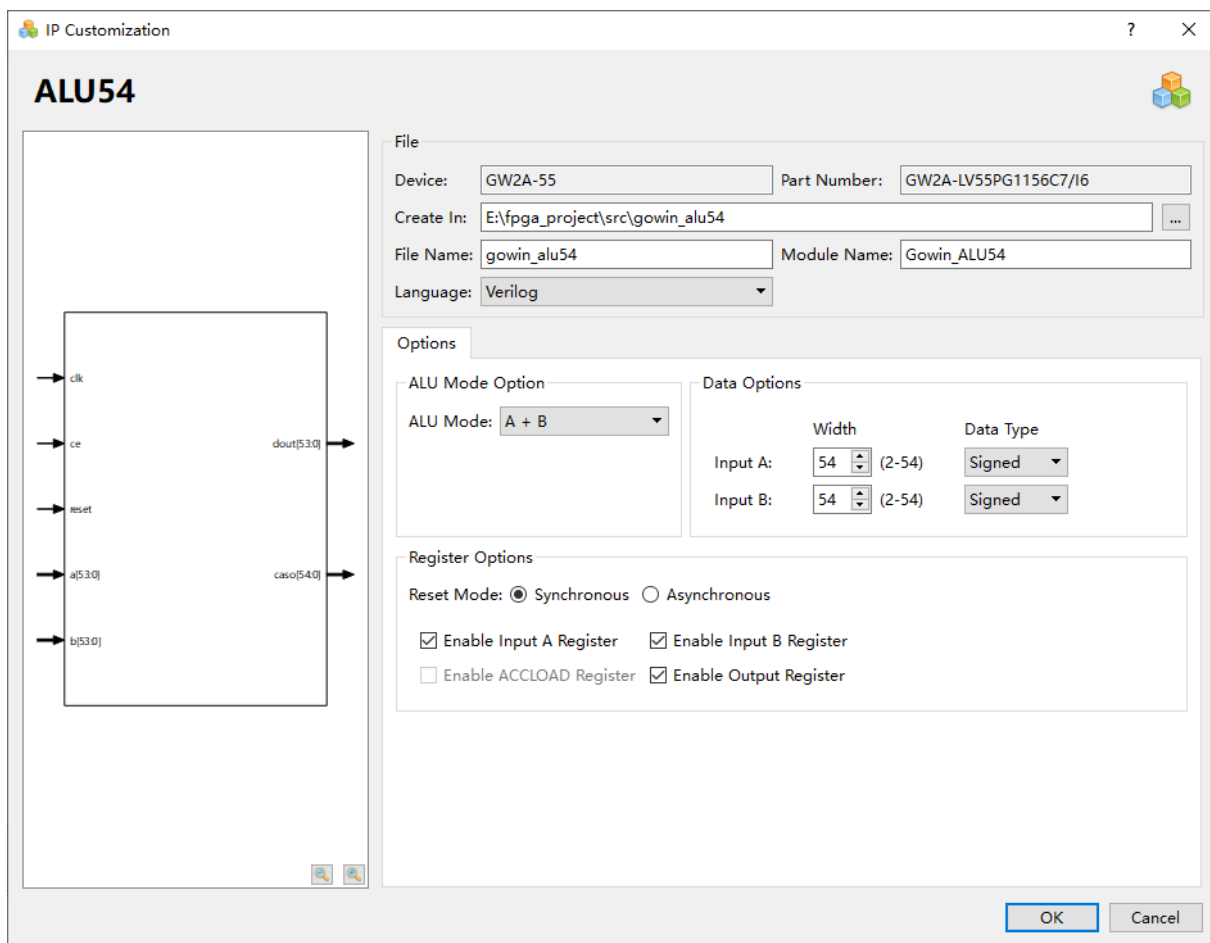 IP Customization ?
ALU54
File
Device: GW2A-55 Part Number: GW2A-LV55PG1156C7/I6
Create In: E:\fpga_project\src\gowin_alu54 ...
File Name: gowin_alu54 Module Name: Gowin_ALU54
Language: Verilog
Options
ALU Mode Option
ALU Mode: A + B
Data Options
Width Data Type
Input A: 54 (2-54) Signed
Input B: 54 (2-54) Signed
Register Options
Reset Mode: Synchronous Asynchronous
Enable Input A Register Enable Input B Register
Enable ACCLOAD Register Enable Output Register
clk
ce dout[53:0]
reset
a[53:0] caso[54:0]
b[53:0]
OK Cancel